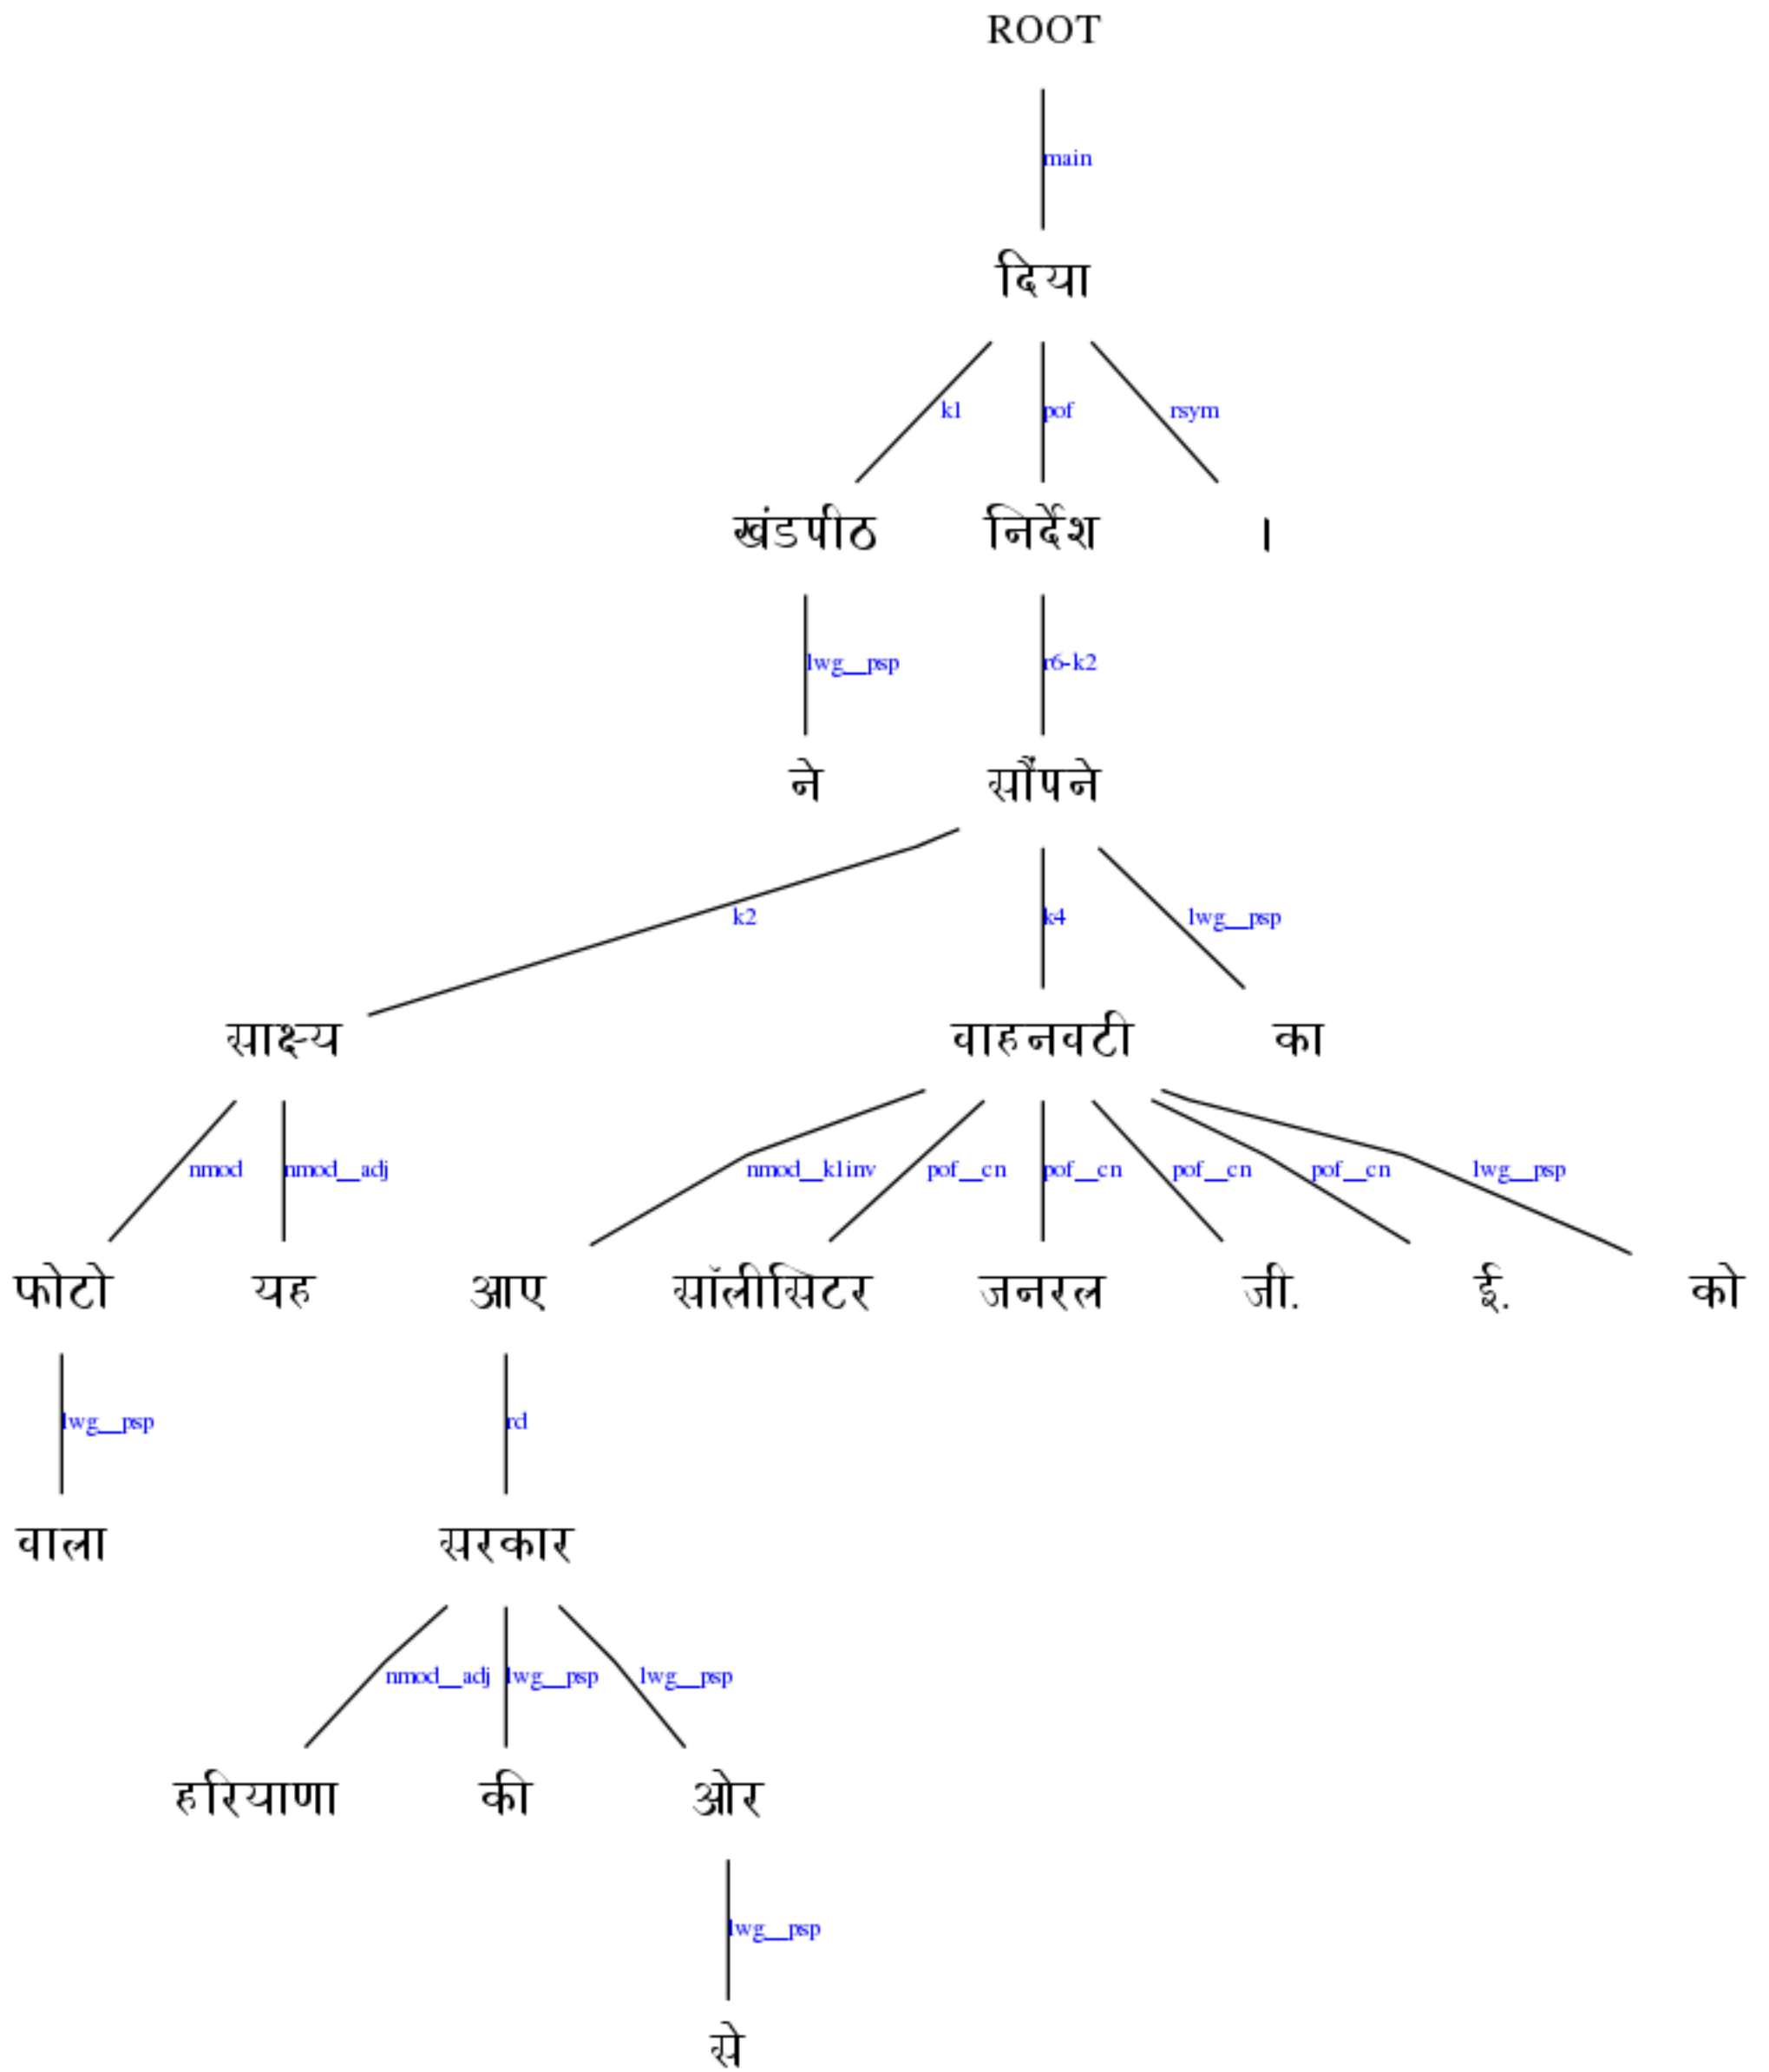 ROOT
main
दिया
k1 pof rsym
खंडपीठ निर्देश ।
lwg__psp r6-k2
ने सौंपने
k2 k4 lwg__psp
साक्ष्य वाहनवटी का
nmod nmod__adj nmod__k1inv pof__cn pof__cn pof__cn pof__cn lwg__psp
फोटो यह आए सॉलीसिटर जनरल जी. ई. को
lwg__psp rd
वाला सरकार
nmod__adj lwg__psp lwg__psp
हरियाणा की ओर
lwg__psp
से